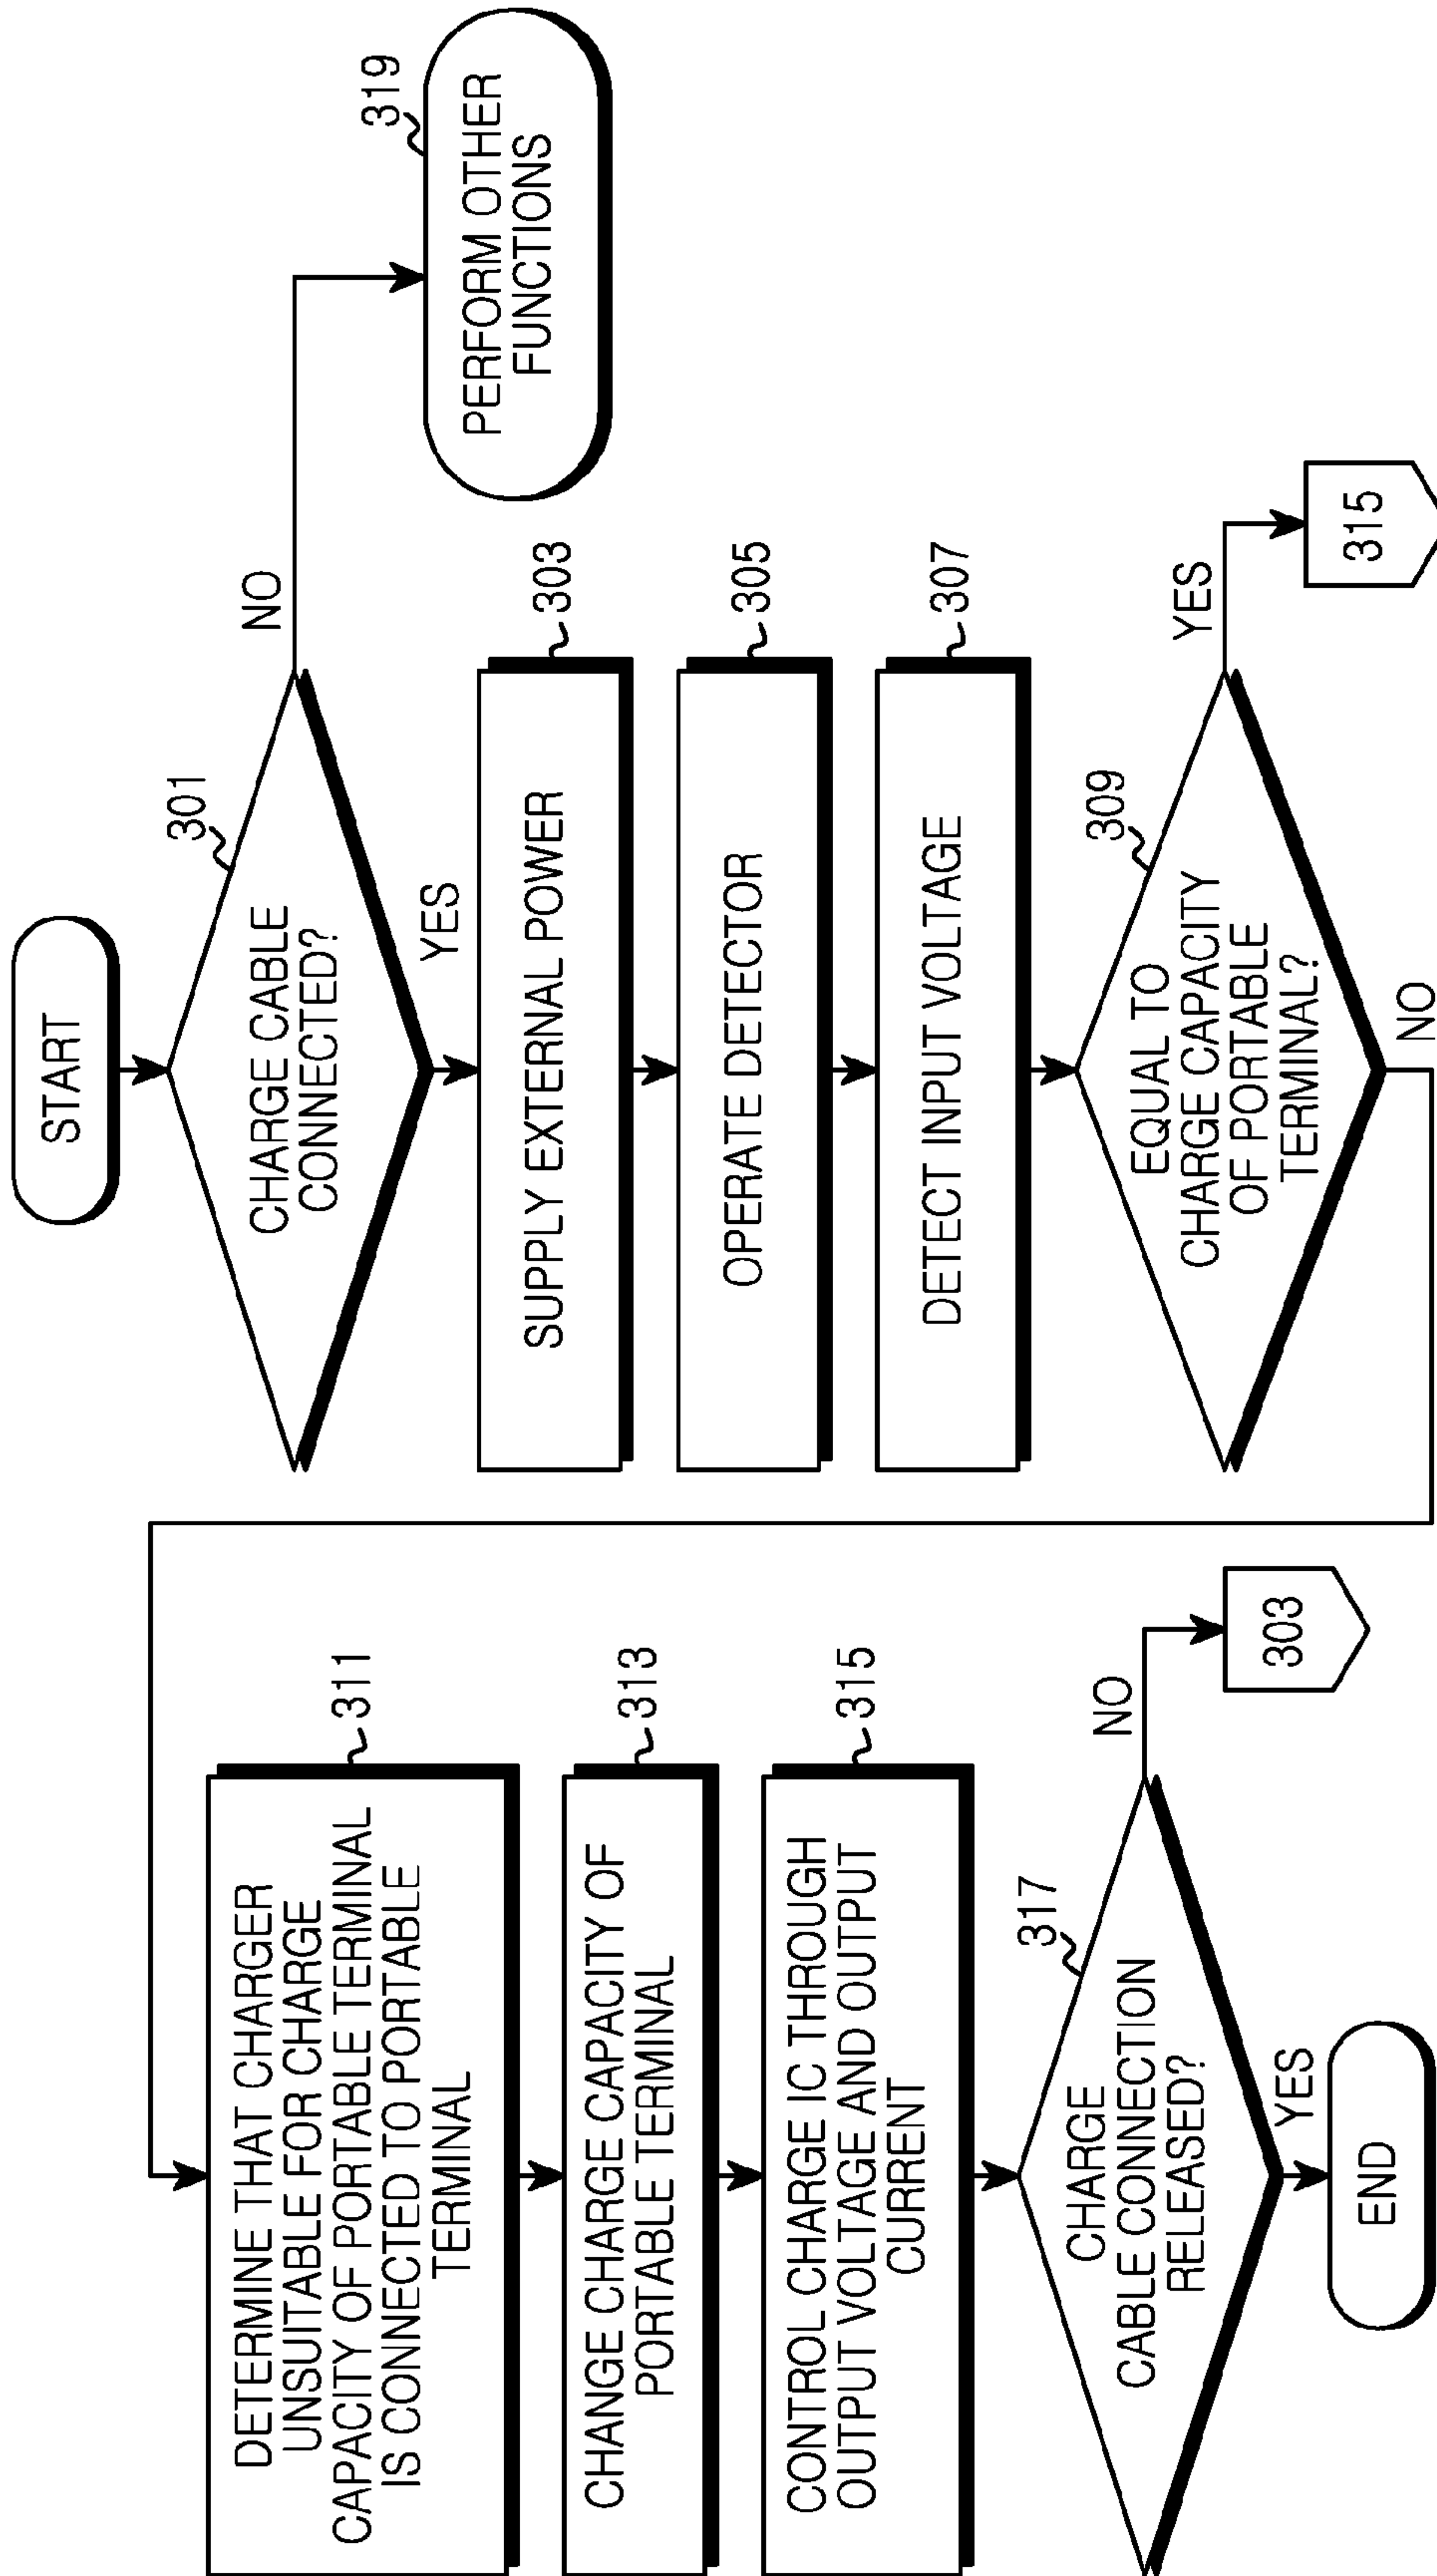 START
301
CHARGE CABLE
CONNECTED?
NO
319
PERFORM OTHER
FUNCTIONS
YES
303
SUPPLY EXTERNAL POWER
305
OPERATE DETECTOR
307
DETECT INPUT VOLTAGE
309
EQUAL TO
CHARGE CAPACITY
OF PORTABLE
TERMINAL?
YES
315
NO
311
DETERMINE THAT CHARGER
UNSUITABLE FOR CHARGE
CAPACITY OF PORTABLE TERMINAL
IS CONNECTED TO PORTABLE
TERMINAL
313
CHANGE CHARGE CAPACITY OF
PORTABLE TERMINAL
315
CONTROL CHARGE IC THROUGH
OUTPUT VOLTAGE AND OUTPUT
CURRENT
317
CHARGE
CABLE CONNECTION
RELEASED?
NO
303
YES
END